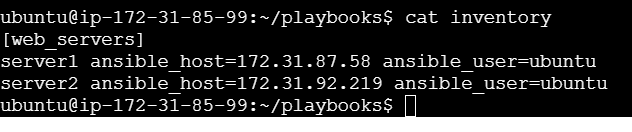 ubuntu@ip-172-31-85-99:~/playbooks$ cat inventory
[web_servers]
server1 ansible_host=172.31.87.58 ansible_user=ubuntu
server2 ansible_host=172.31.92.219 ansible_user=ubuntu
ubuntu@ip-172-31-85-99:~/playbooks$